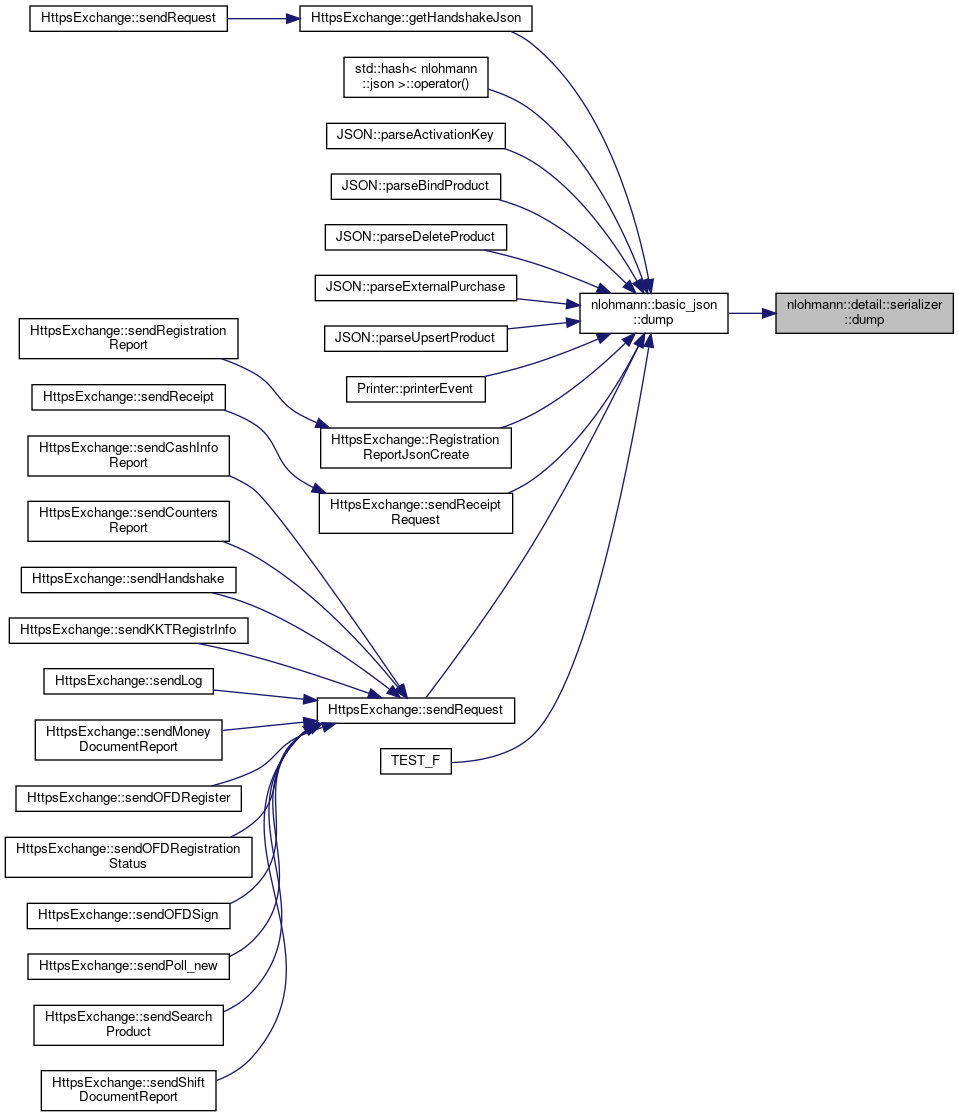 HttpsExchange::sendRequest
HttpsExchange::getHandshakeJson
std::hash< nlohmann
::json >::operator()
JSON::parseActivationKey
JSON::parseBindProduct
JSON::parseDeleteProduct
JSON::parseExternalPurchase
nlohmann::basic_json
::dump
nlohmann::detail::serializer
::dump
HttpsExchange::sendRegistration
Report
JSON::parseUpsertProduct
Printer::printerEvent
HttpsExchange::sendReceipt
HttpsExchange::Registration
ReportJsonCreate
HttpsExchange::sendCashInfo
Report
HttpsExchange::sendReceipt
Request
HttpsExchange::sendCounters
Report
HttpsExchange::sendHandshake
HttpsExchange::sendKKTRegistrInfo
HttpsExchange::sendLog
HttpsExchange::sendRequest
HttpsExchange::sendMoney
DocumentReport
TEST_F
HttpsExchange::sendOFDRegister
HttpsExchange::sendOFDRegistration
Status
HttpsExchange::sendOFDSign
HttpsExchange::sendPoll_new
HttpsExchange::sendSearch
Product
HttpsExchange::sendShift
DocumentReport